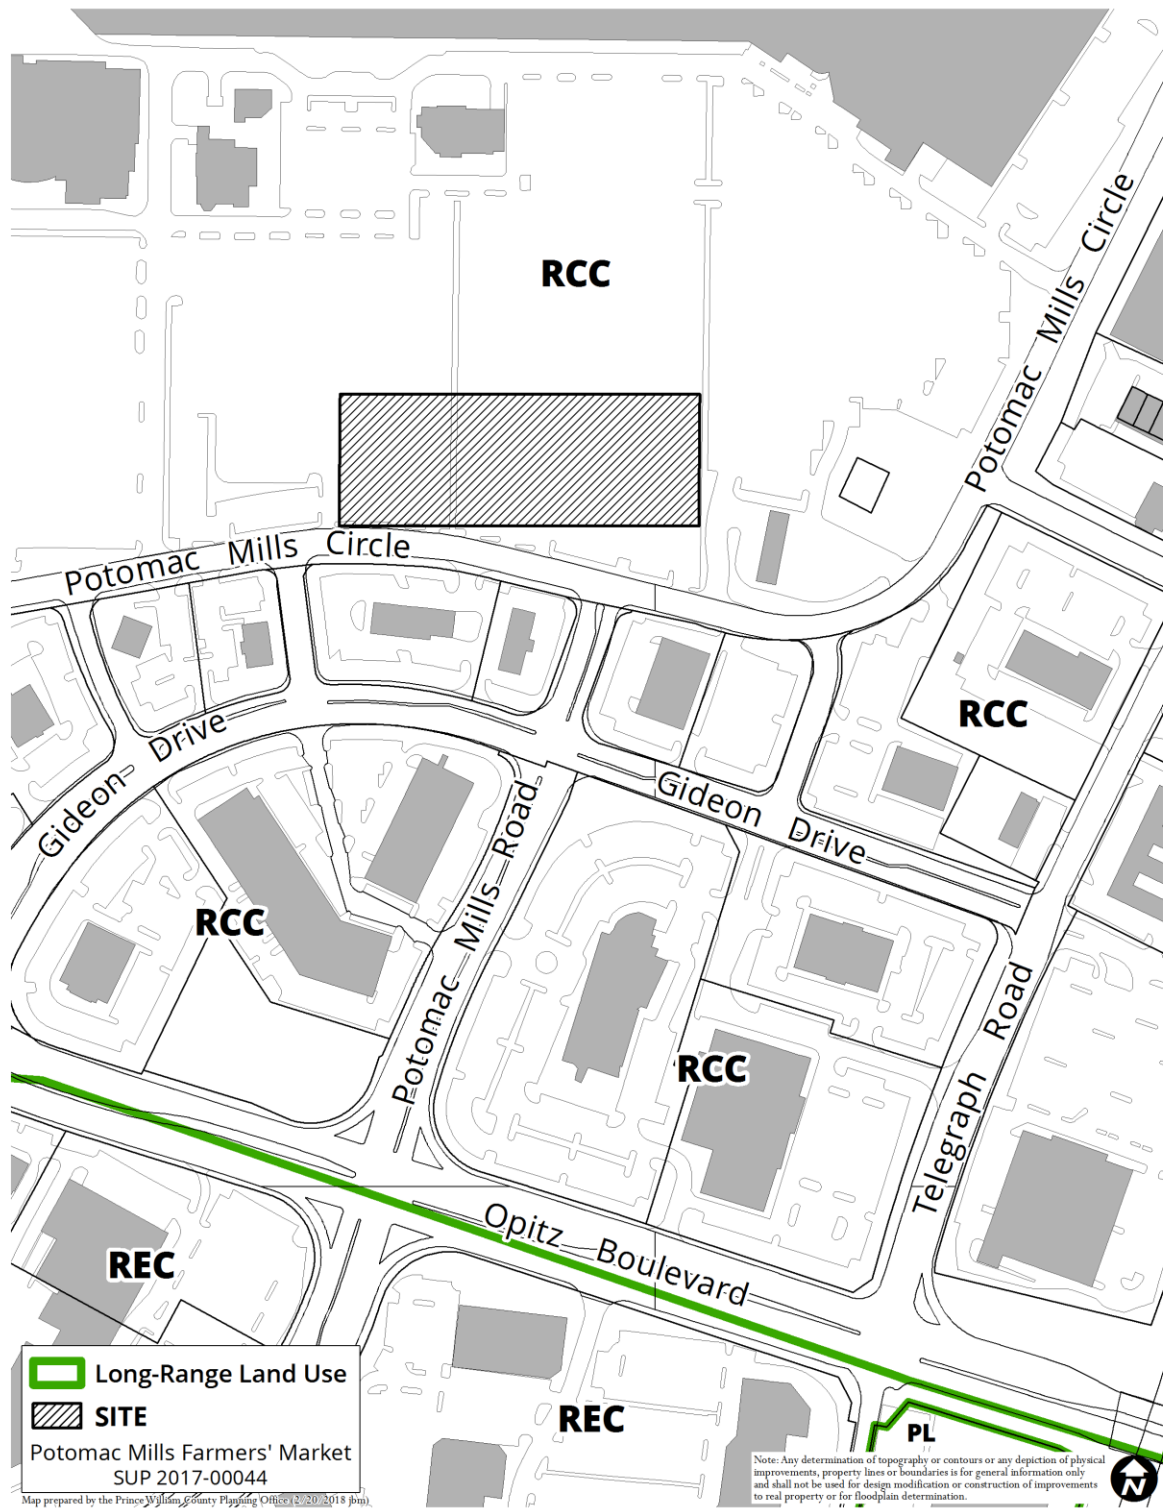 RCC
Potomac Mills Circle
Potomac Mills Circle
RCC
Gideon Drive
Potomac Mills Road
Gideon Drive
RCC
RCC
Telegraph Road
Opitz Boulevard
REC
REC
PL
Long-Range Land Use
SITE
Potomac Mills Farmers' Market
SUP 2017-00044
Map prepared by the Prince William County Planning Office (2/20/2018 jbm)
Note: Any determination of topography or contours or any depiction of physical
improvements, property lines or boundaries is for general information only
and shall not be used for design modification or construction of improvements
to real property or for floodplain determination.
N